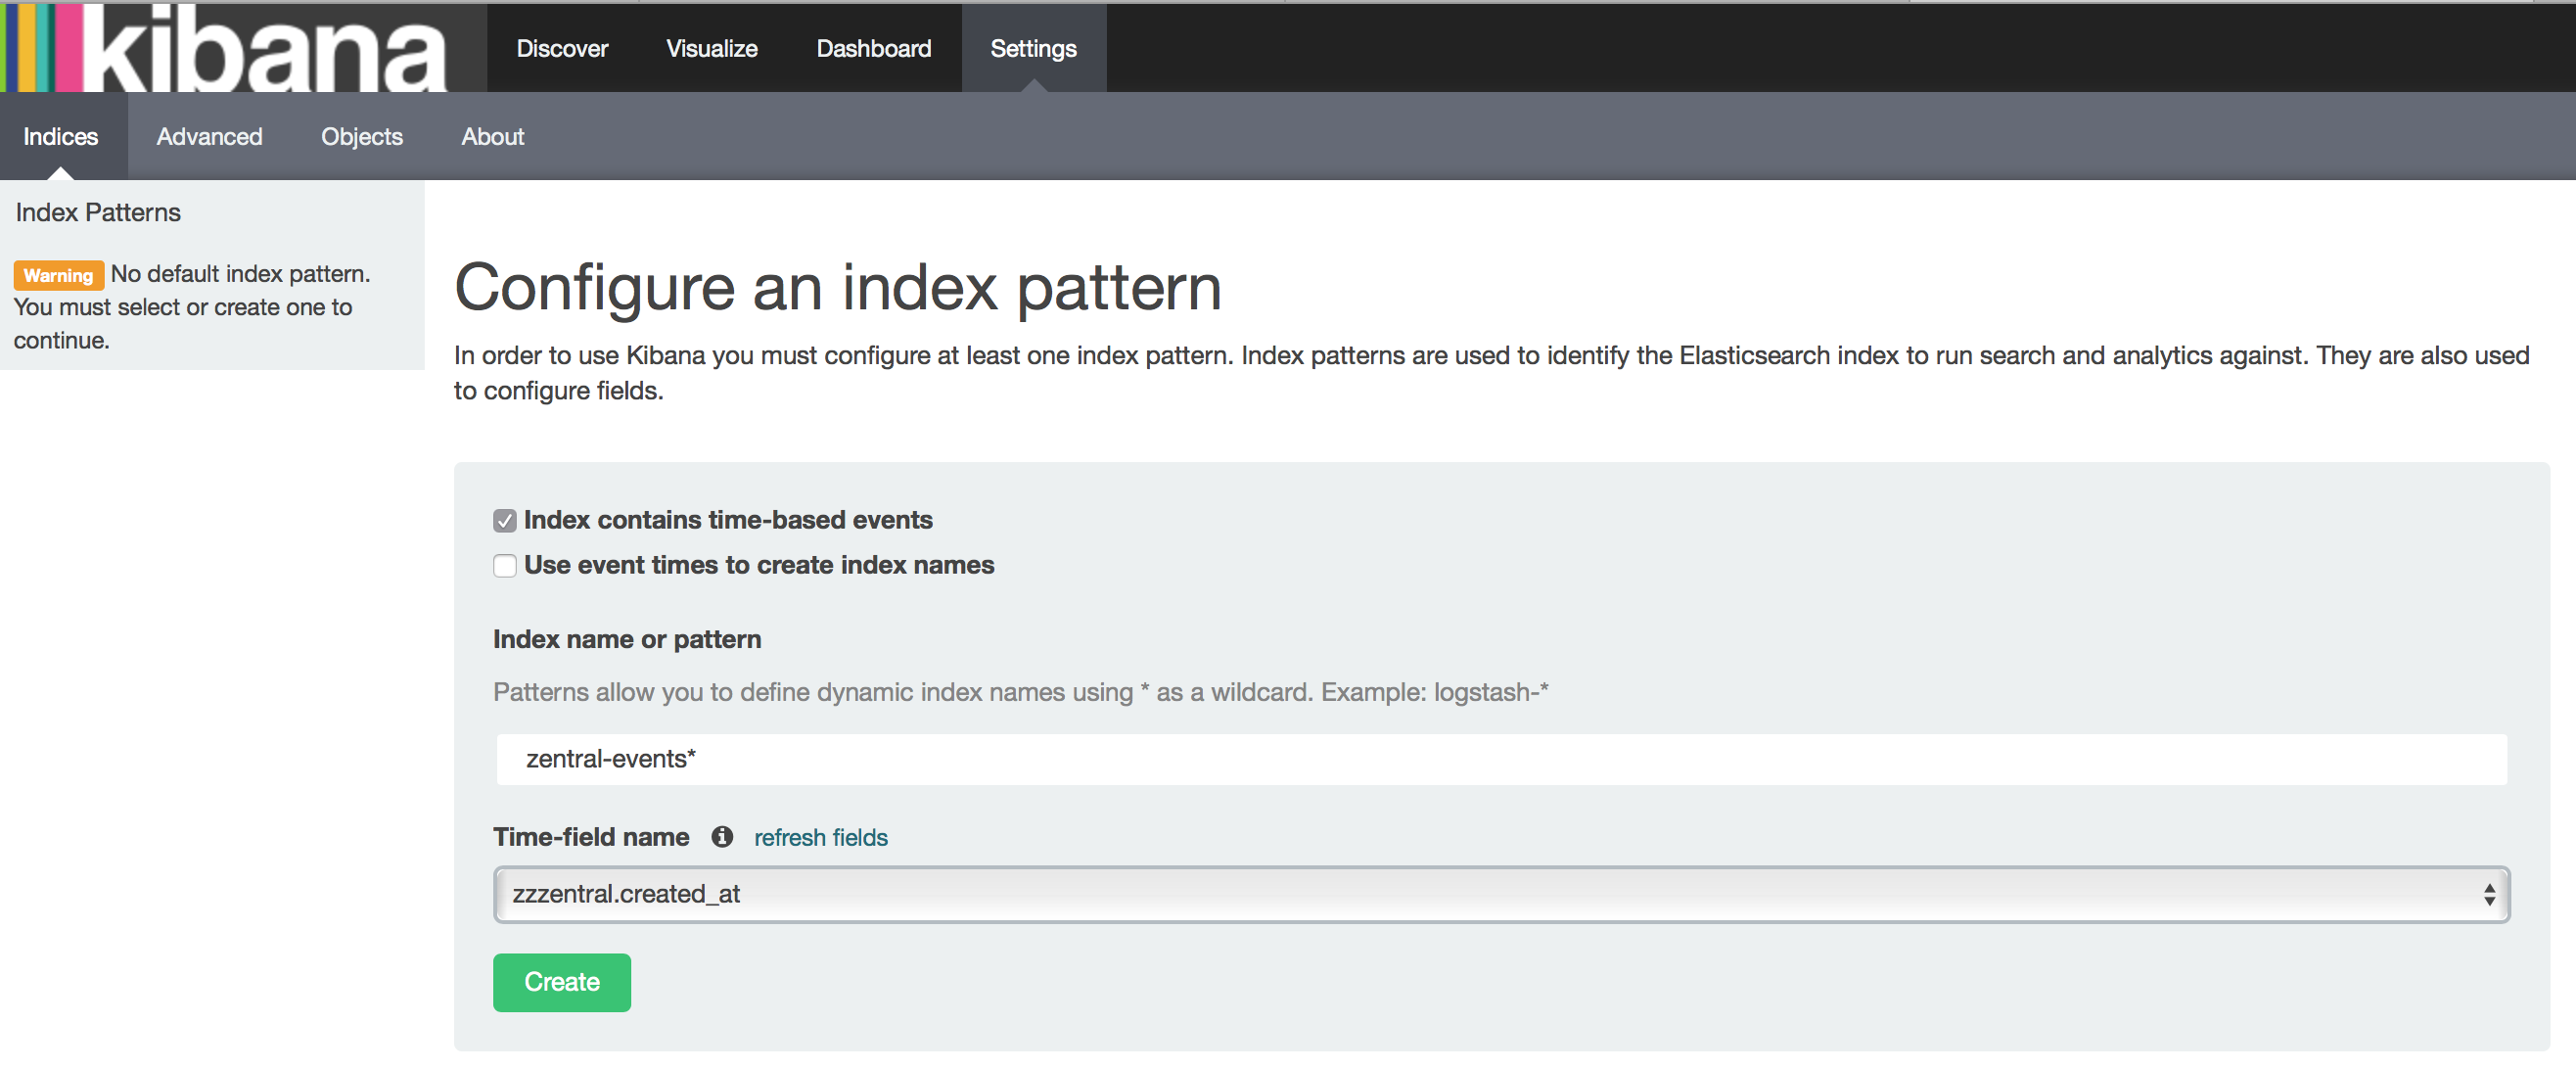 kibana
Discover Visualize Dashboard Settings
Indices Advanced Objects About
Index Patterns
Warning No default index pattern.
You must select or create one to
continue.
Configure an index pattern
In order to use Kibana you must configure at least one index pattern. Index patterns are used to identify the Elasticsearch index to run search and analytics against. They are also used
to configure fields.
Index contains time-based events
Use event times to create index names
Index name or pattern
Patterns allow you to define dynamic index names using * as a wildcard. Example: logstash-*
zentral-events*
Time-field name refresh fields
zzzentral.created_at
Create